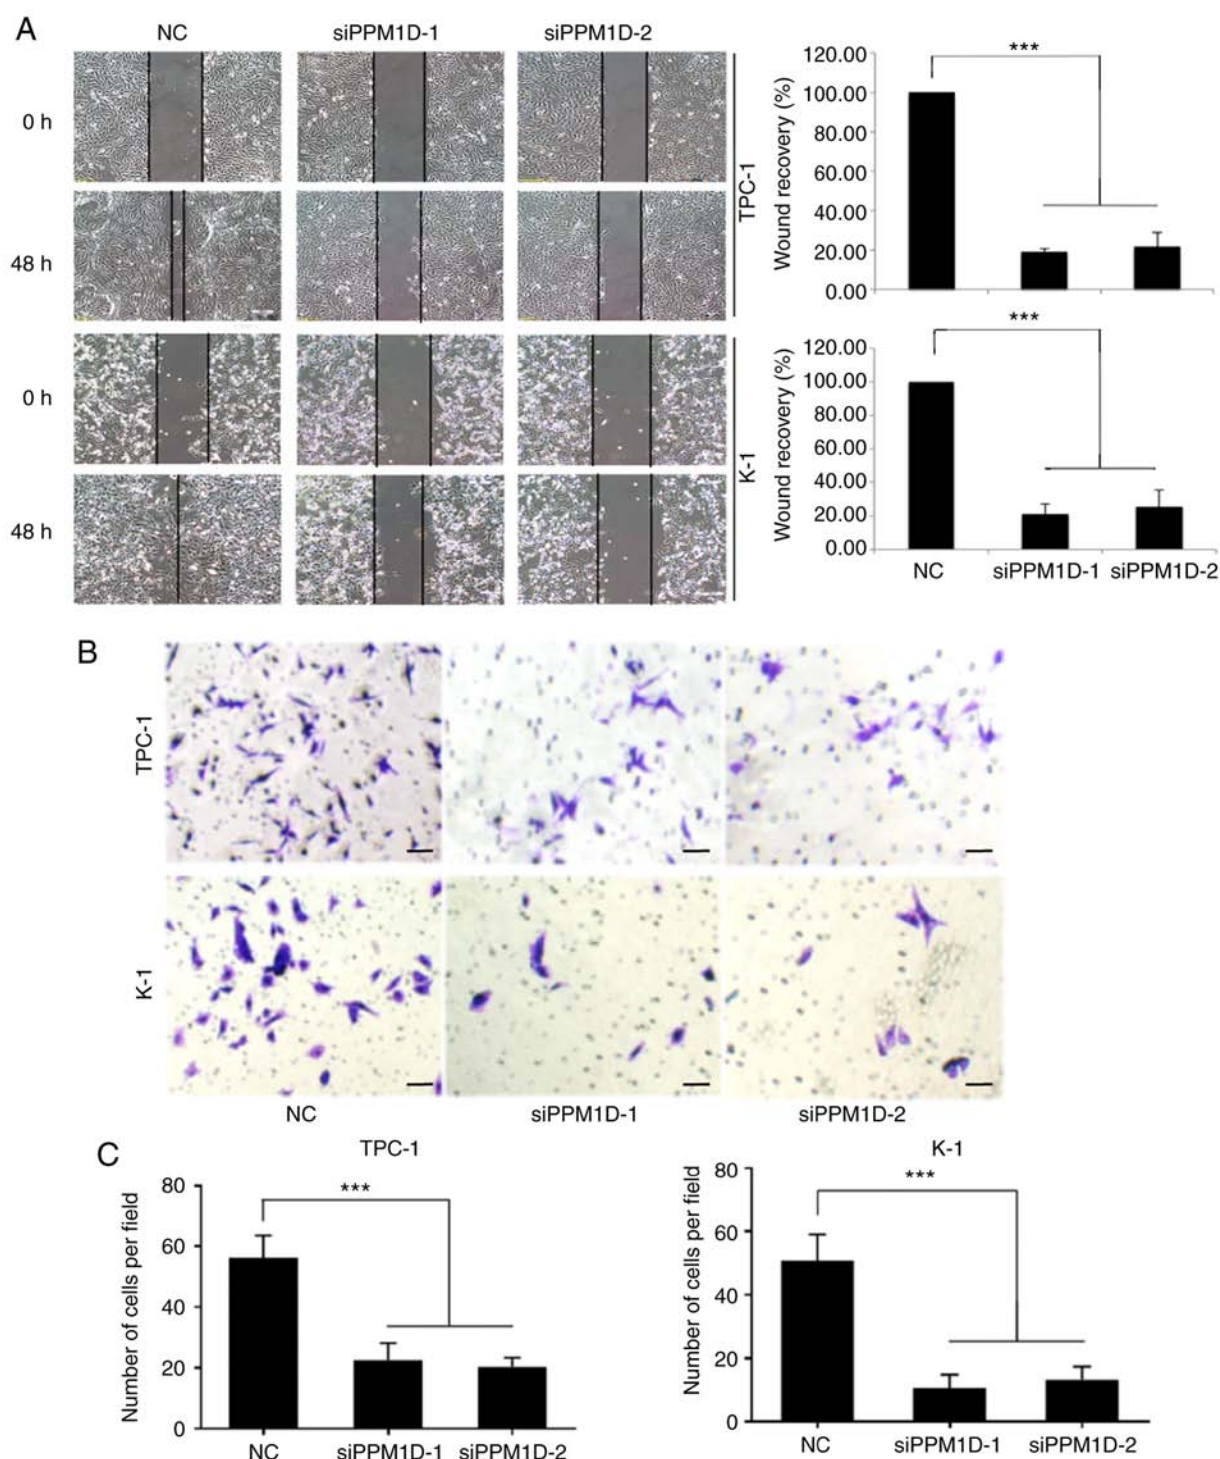 A
NC siPPM1D-1 siPPM1D-2
0 h
48 h
TPC-1
0 h
48 h
K-1
Wound recovery (%)
120.00
100.00
80.00
60.00
40.00
20.00
0.00
***
Wound recovery (%)
120.00
100.00
80.00
60.00
40.00
20.00
0.00
***
NC siPPM1D-1 siPPM1D-2
B
TPC-1
K-1
NC siPPM1D-1 siPPM1D-2
C
TPC-1
Number of cells per field
80
60
40
20
0
***
NC siPPM1D-1 siPPM1D-2
K-1
Number of cells per field
80
60
40
20
0
***
NC siPPM1D-1 siPPM1D-2